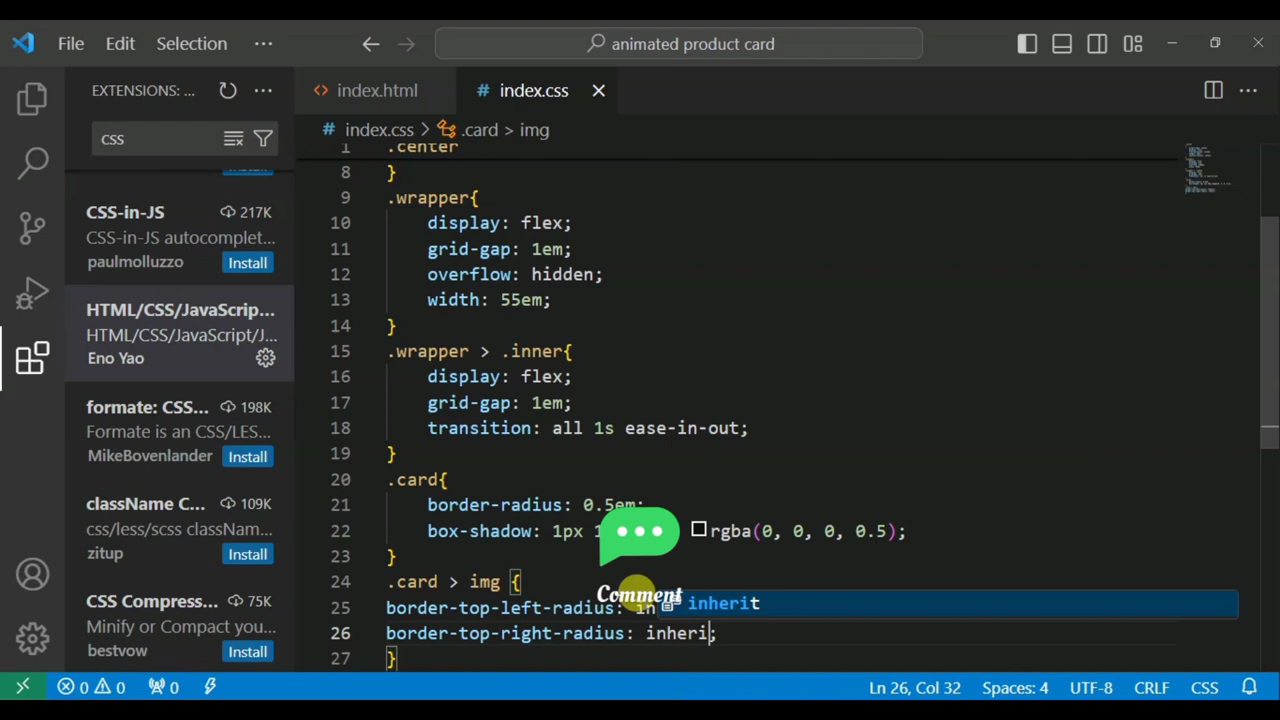 File Edit Selection ··· animated product card
EXTENSIONS: ... ···
index.html
# index.css
···
css
# index.css > .card > img
1 .center
8 }
9 .wrapper{
10 display: flex;
11 grid-gap: 1em;
12 overflow: hidden;
13 width: 55em;
14 }
15 .wrapper > .inner{
16 display: flex;
17 grid-gap: 1em;
18 transition: all 1s ease-in-out;
19 }
20 .card{
21 border-radius: 0.5em;
22 box-shadow: 1px rgba(0, 0, 0, 0.5);
23 }
24 .card > img {
25 border-top-left-radius:
26 border-top-right-radius: inheri;
27 }
inherit
Comment
CSS-in-JS 217K
CSS-in-JS autocomplet...
paulmolluzzo Install
HTML/CSS/JavaScrip...
HTML/CSS/JavaScript/J...
Eno Yao
formate: CSS... 198K
Formate is an CSS/LES...
MikeBovenlander Install
className C... 109K
css/less/scss classNam...
zitup Install
CSS Compress... 75K
Minify or Compact you...
bestvow Install
0 0 0 Ln 26, Col 32 Spaces: 4 UTF-8 CRLF CSS